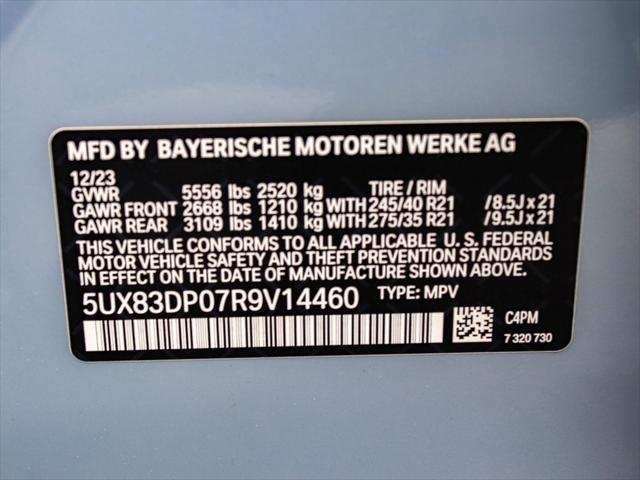 MFD BY BAYERISCHE MOTOREN WERKE AG
12/23
GVWR 5556 lbs 2520 kg TIRE / RIM
GAWR FRONT 2668 lbs 1210 kg WITH 245/40 R21 /8.5J x 21
GAWR REAR 3109 lbs 1410 kg WITH 275/35 R21 /9.5J x 21
THIS VEHICLE CONFORMS TO ALL APPLICABLE U. S. FEDERAL
MOTOR VEHICLE SAFETY AND THEFT PREVENTION STANDARDS
IN EFFECT ON THE DATE OF MANUFACTURE SHOWN ABOVE.
5UX83DP07R9V14460 TYPE: MPV
C4PM
7 320 730